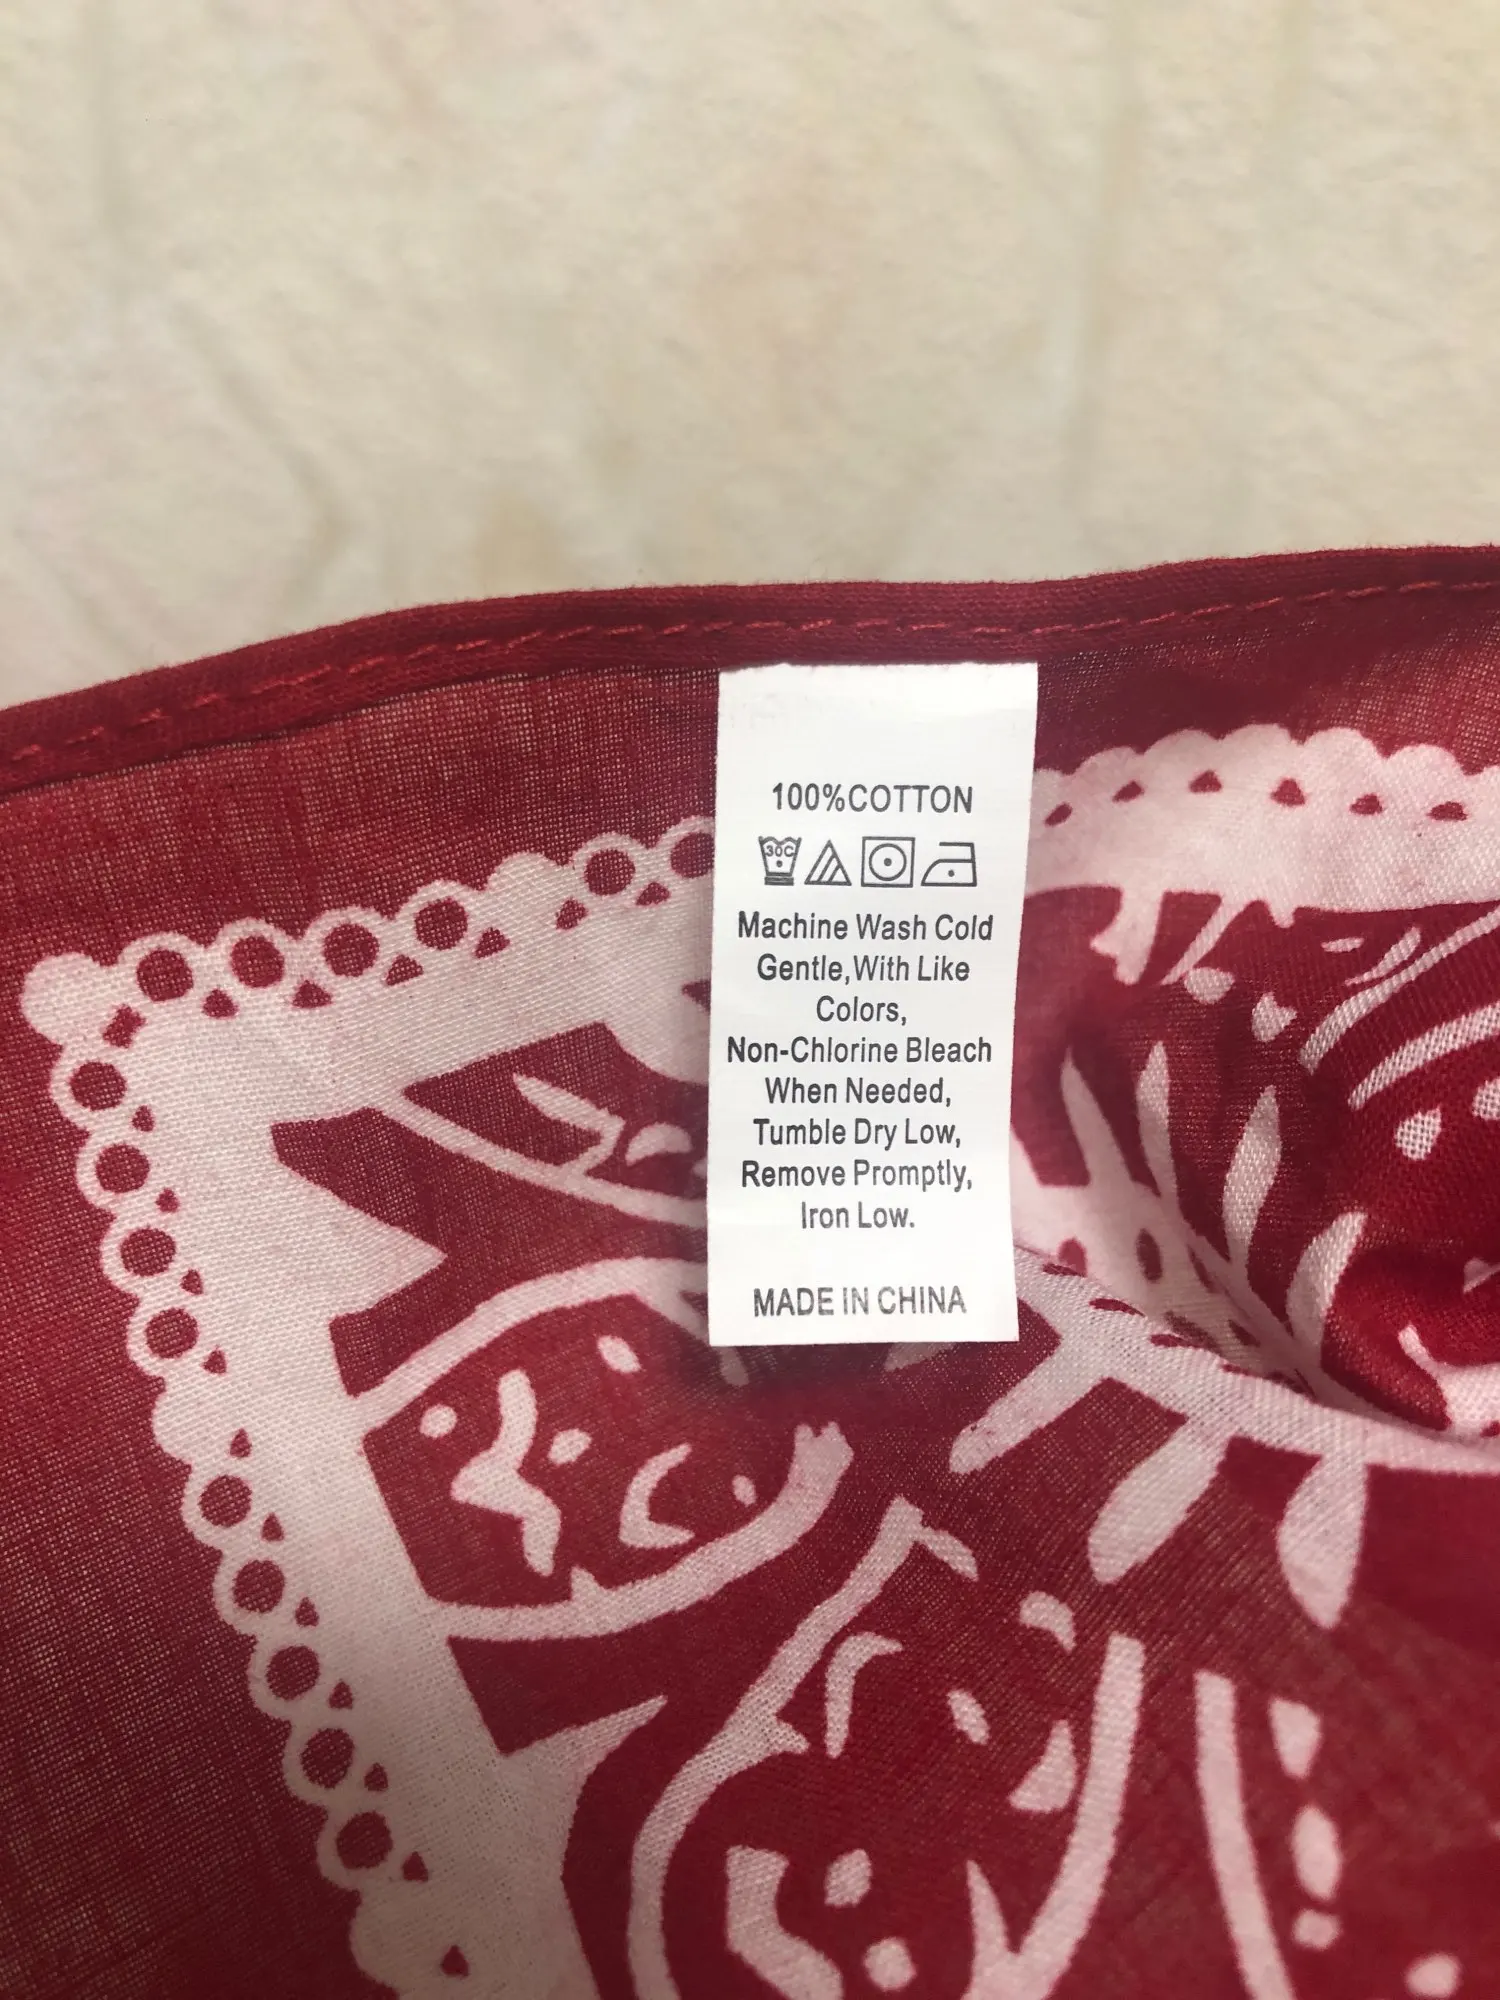 100%COTTON
30C
Machine Wash Cold
Gentle,With Like
Colors,
Non-Chlorine Bleach
When Needed,
Tumble Dry Low,
Remove Promptly,
Iron Low.
MADE IN CHINA